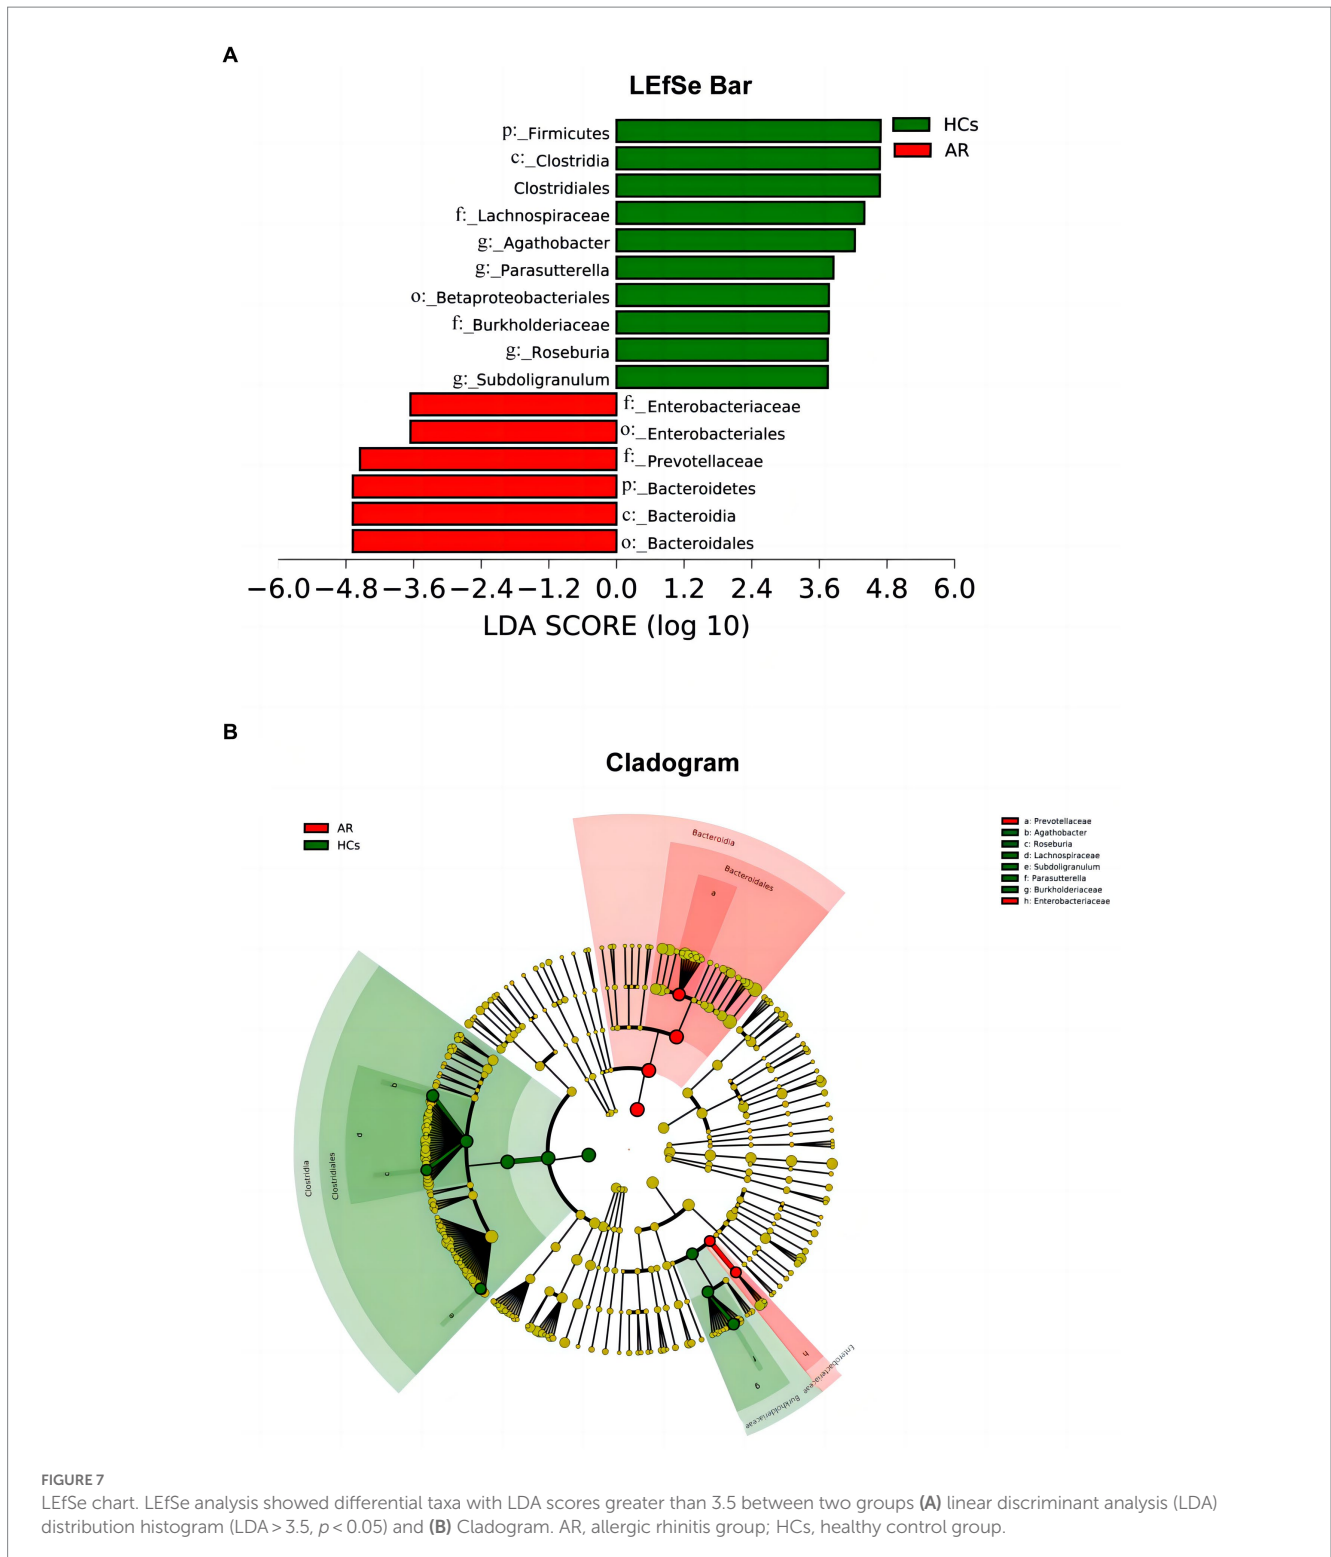 A
LEfSe Bar
HCs
AR
p:_Firmicutes
c:_Clostridia
Clostridiales
f:_Lachnospiraceae
g:_Agathobacter
g:_Parasutterella
o:_Betaproteobacteriales
f:_Burkholderiaceae
g:_Roseburia
g:_Subdoligranulum
f:_Enterobacteriaceae
o:_Enterobacteriales
f:_Prevotellaceae
p:_Bacteroidetes
c:_Bacteroidia
o:_Bacteroidales
−6.0 −4.8 −3.6 −2.4 −1.2 0.0 1.2 2.4 3.6 4.8 6.0
LDA SCORE (log 10)
B
Cladogram
AR
HCs
a: Prevotellaceae
b: Agathobacter
c: Roseburia
d: Lachnospiraceae
e: Subdoligranulum
f: Parasutterella
g: Burkholderiaceae
h: Enterobacteriaceae
Bacteroidia
Bacteroidales
a
b
d
c
Clostridiales
Clostridia
e
f
g
h
Burkholderiaceae
Enterobacteriaceae
FIGURE 7
LEfSe chart. LEfSe analysis showed differential taxa with LDA scores greater than 3.5 between two groups (A) linear discriminant analysis (LDA)
distribution histogram (LDA > 3.5, p < 0.05) and (B) Cladogram. AR, allergic rhinitis group; HCs, healthy control group.